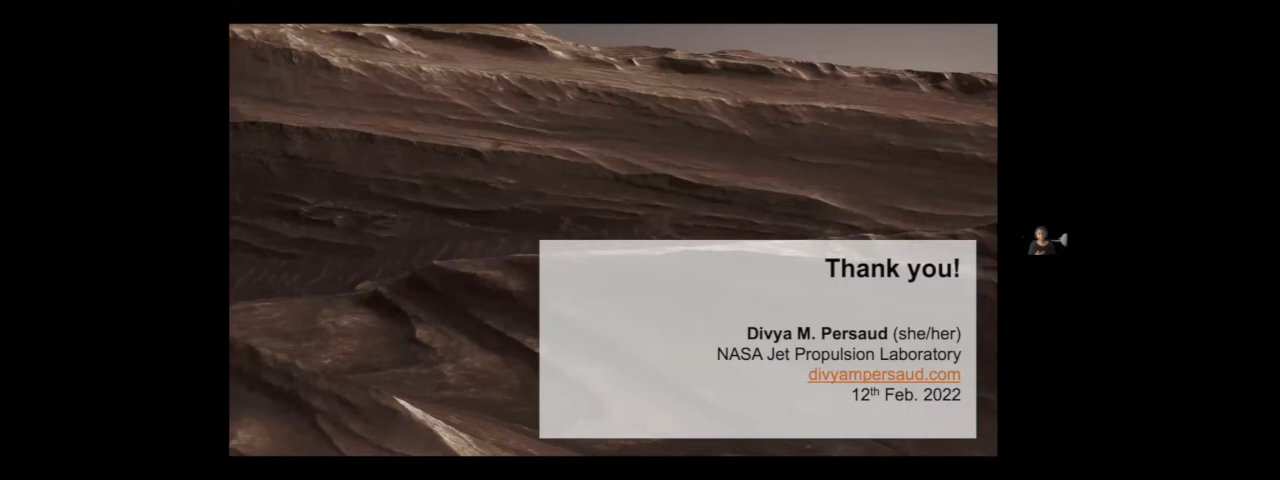 Thank you!
Divya M. Persaud (she/her)
NASA Jet Propulsion Laboratory
divyampersaud.com
12th Feb. 2022